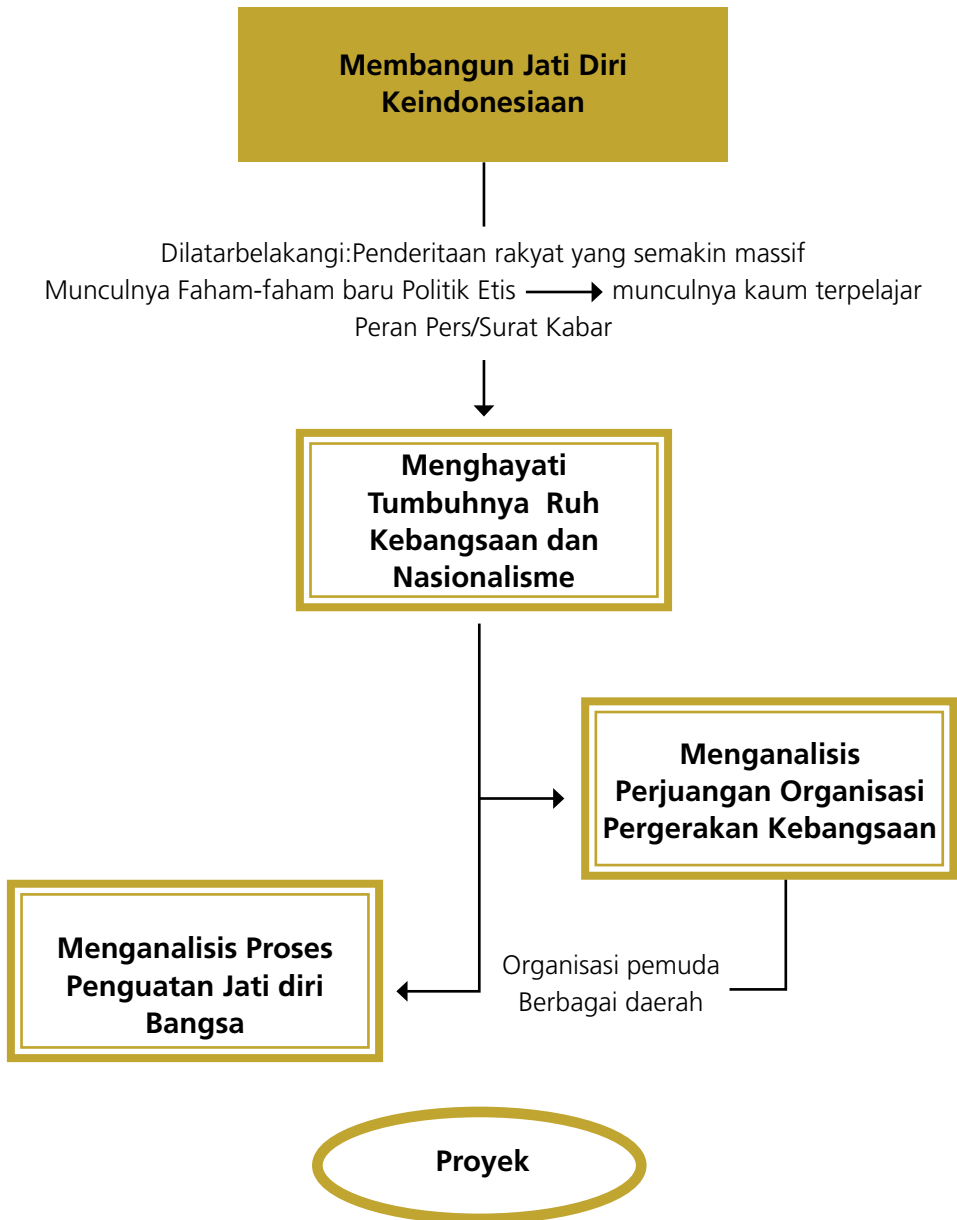 Membangun Jati Diri
Keindonesiaan
Dilatarbelakangi:Penderitaan rakyat yang semakin massif
Munculnya Faham-faham baru Politik Etis munculnya kaum terpelajar
Peran Pers/Surat Kabar
Menghayati
Tumbuhnya Ruh
Kebangsaan dan
Nasionalisme
Menganalisis
Perjuangan Organisasi
Pergerakan Kebangsaan
Menganalisis Proses
Penguatan Jati diri
Bangsa
Organisasi pemuda
Berbagai daerah
Proyek